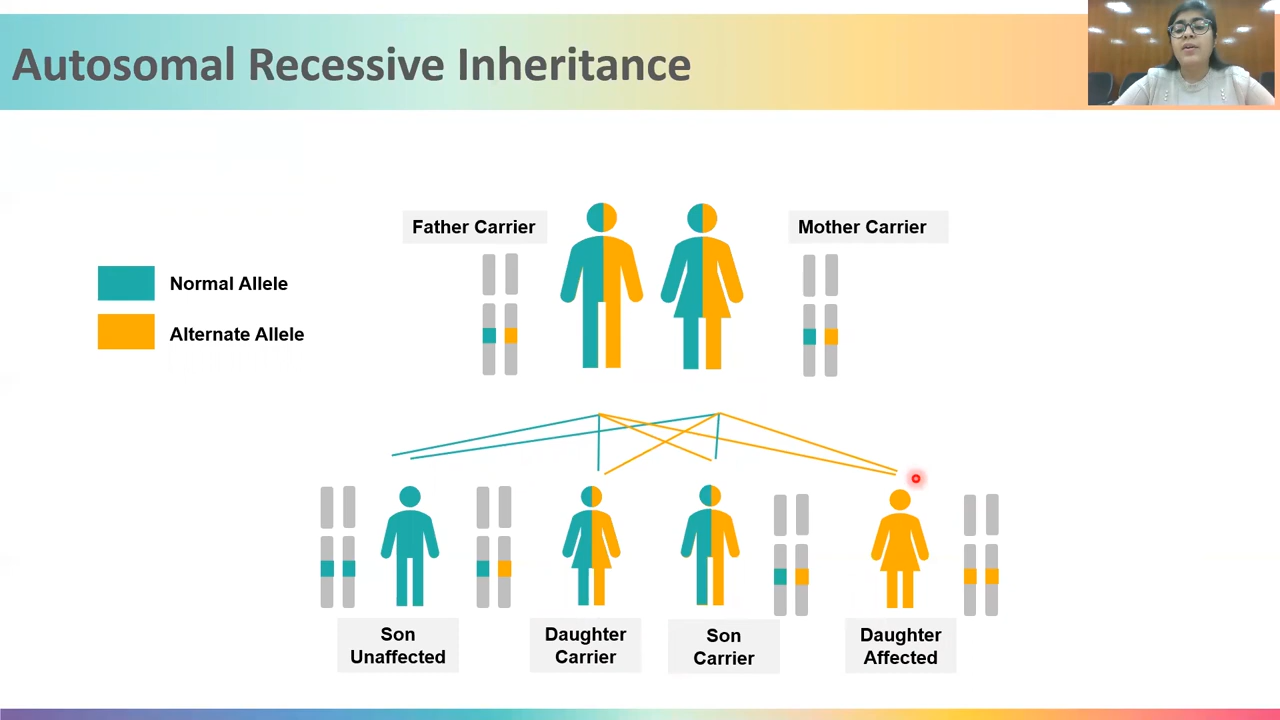 Autosomal Recessive Inheritance
Father Carrier
Mother Carrier
Normal Allele
Alternate Allele
Son
Unaffected
Daughter
Carrier
Son
Carrier
Daughter
Affected